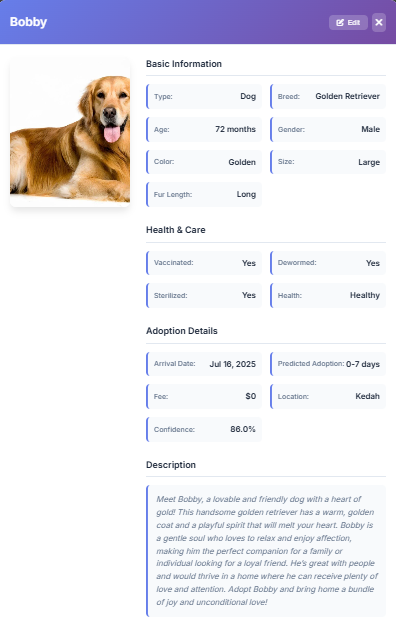 Bobby
Edit
Basic Information
Type: Dog
Breed: Golden Retriever
Age: 72 months
Gender: Male
Color: Golden
Size: Large
Fur Length: Long
Health & Care
Vaccinated: Yes
Dewormed: Yes
Sterilized: Yes
Health: Healthy
Adoption Details
Arrival Date: Jul 16, 2025
Predicted Adoption: 0-7 days
Fee: $0
Location: Kedah
Confidence: 86.0%
Description
Meet Bobby, a lovable and friendly dog with a heart of
gold! This handsome golden retriever has a warm, golden
coat and a playful spirit that will melt your heart. Bobby is
a gentle soul who loves to relax and enjoy affection,
making him the perfect companion for a family or
individual looking for a loyal friend. He's great with people
and would thrive in a home where he can receive plenty of
love and attention. Adopt Bobby and bring home a bundle
of joy and unconditional love!